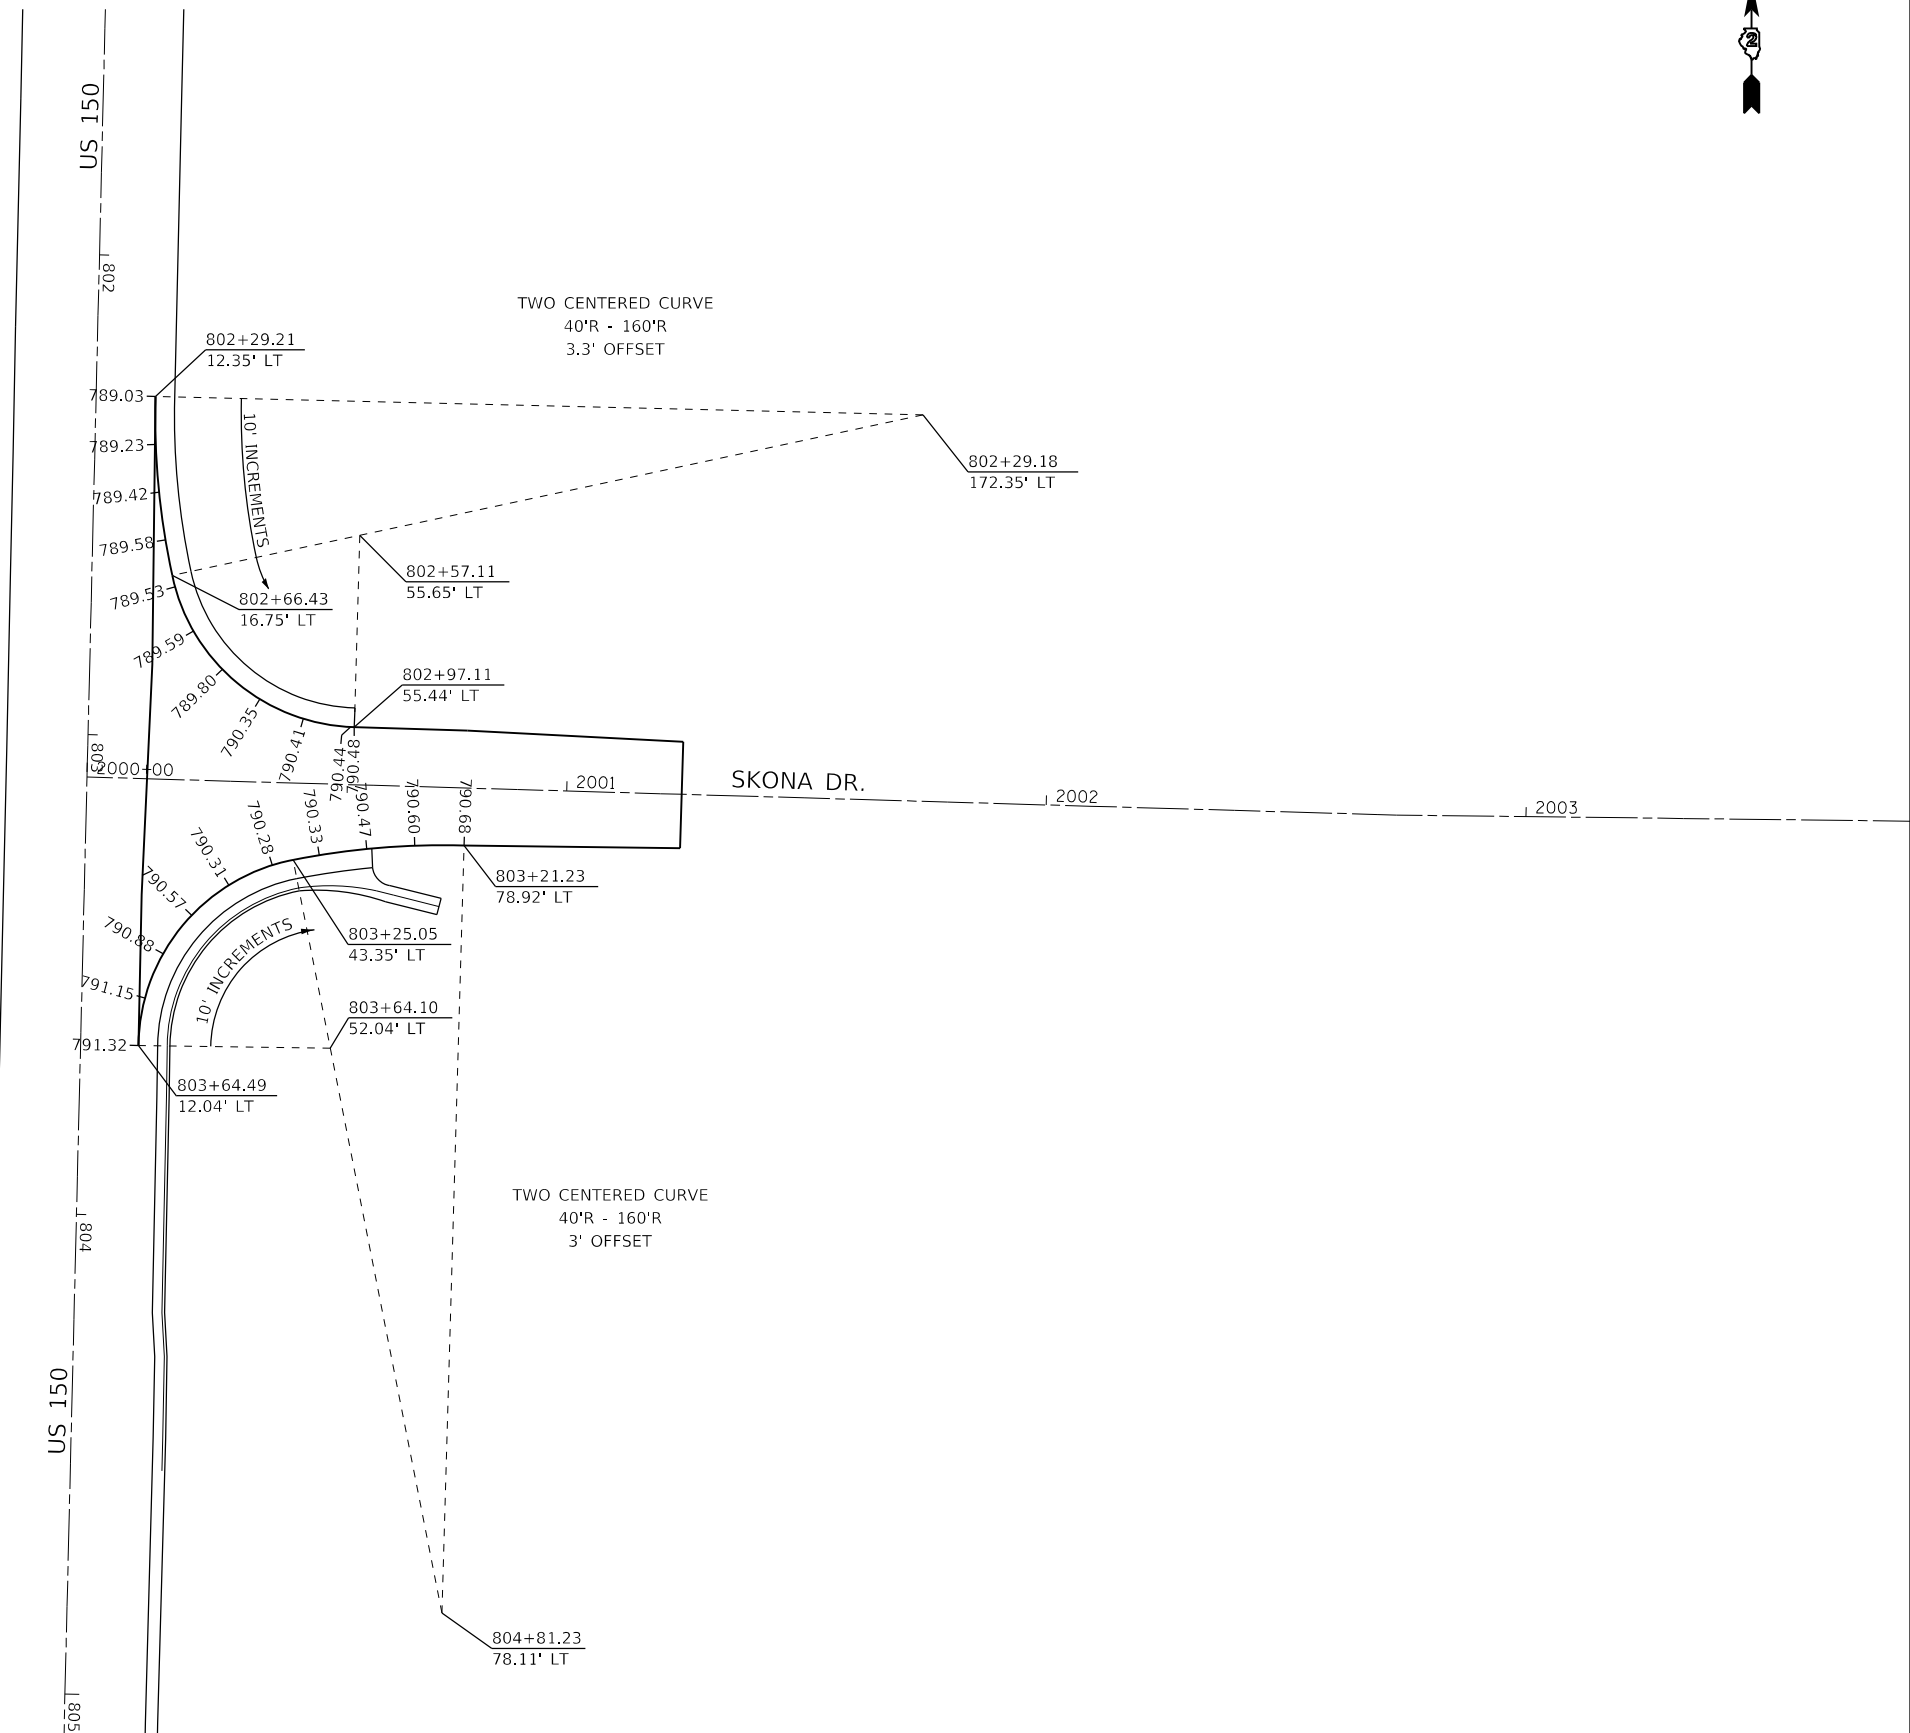 2
US 150
802
TWO CENTERED CURVE
40'R - 160'R
3.3' OFFSET
802+29.21
12.35' LT
789.03
789.23
789.42
789.58
789.53
789.59
789.80
790.35
790.41
790.44
790.48
10' INCREMENTS
802+29.18
172.35' LT
802+57.11
55.65' LT
802+66.43
16.75' LT
802+97.11
55.44' LT
803
2000+00
2001
SKONA DR.
2002
2003
790.68
790.60
790.47
790.33
790.28
790.31
790.57
790.88
791.15
791.32
10' INCREMENTS
803+21.23
78.92' LT
803+25.05
43.35' LT
803+64.10
52.04' LT
803+64.49
12.04' LT
TWO CENTERED CURVE
40'R - 160'R
3' OFFSET
804
US 150
804+81.23
78.11' LT
805